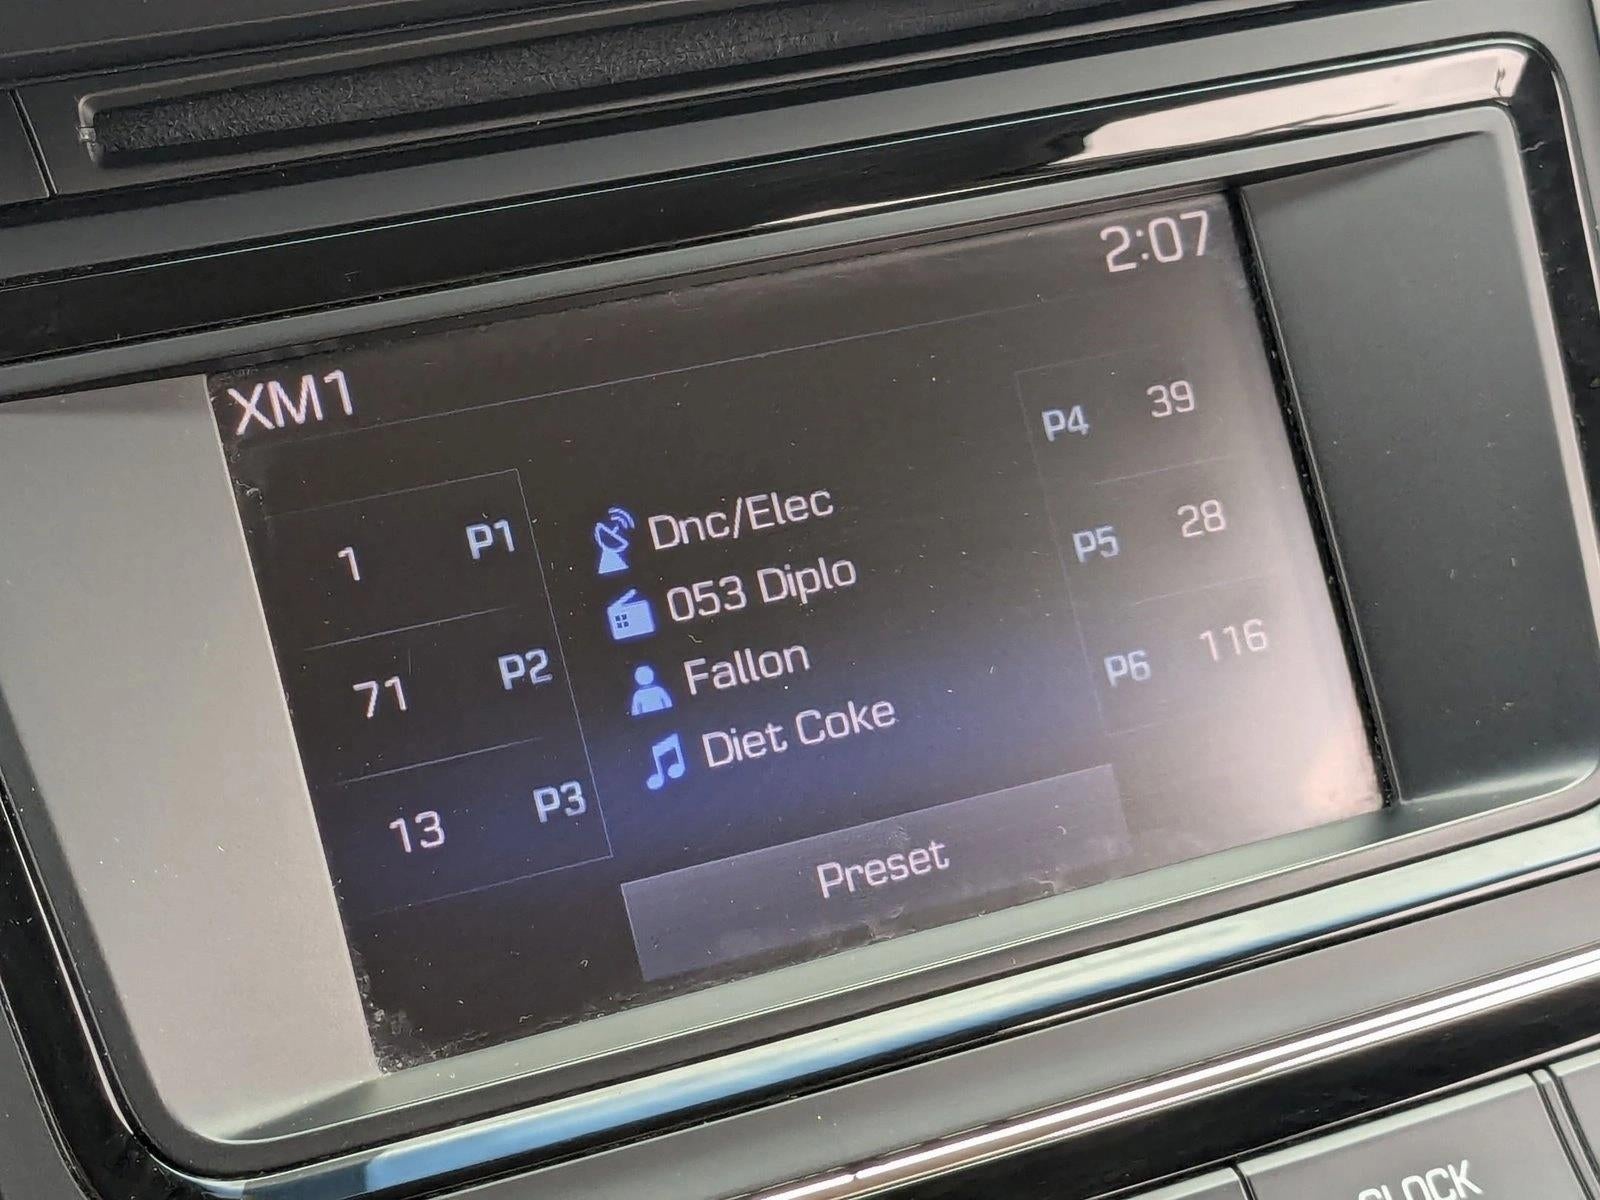 2:07
XM1
1 P1
71 P2
13 P3
Dnc/Elec
053 Diplo
Fallon
Diet Coke
P4 39
P5 28
P6 116
Preset
CLOCK